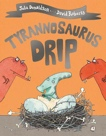 Julia Donaldson David Roberts
TYRANNOSAURUS
DRIP